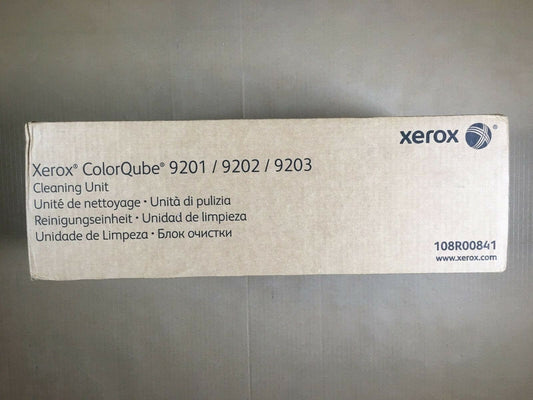 xerox
Xerox® ColorQube® 9201 / 9202 / 9203
Cleaning Unit
Unité de nettoyage • Unità di pulizia
Reinigungseinheit • Unidad de limpieza
Unidade de Limpeza • Блок очистки
108R00841
www.xerox.com